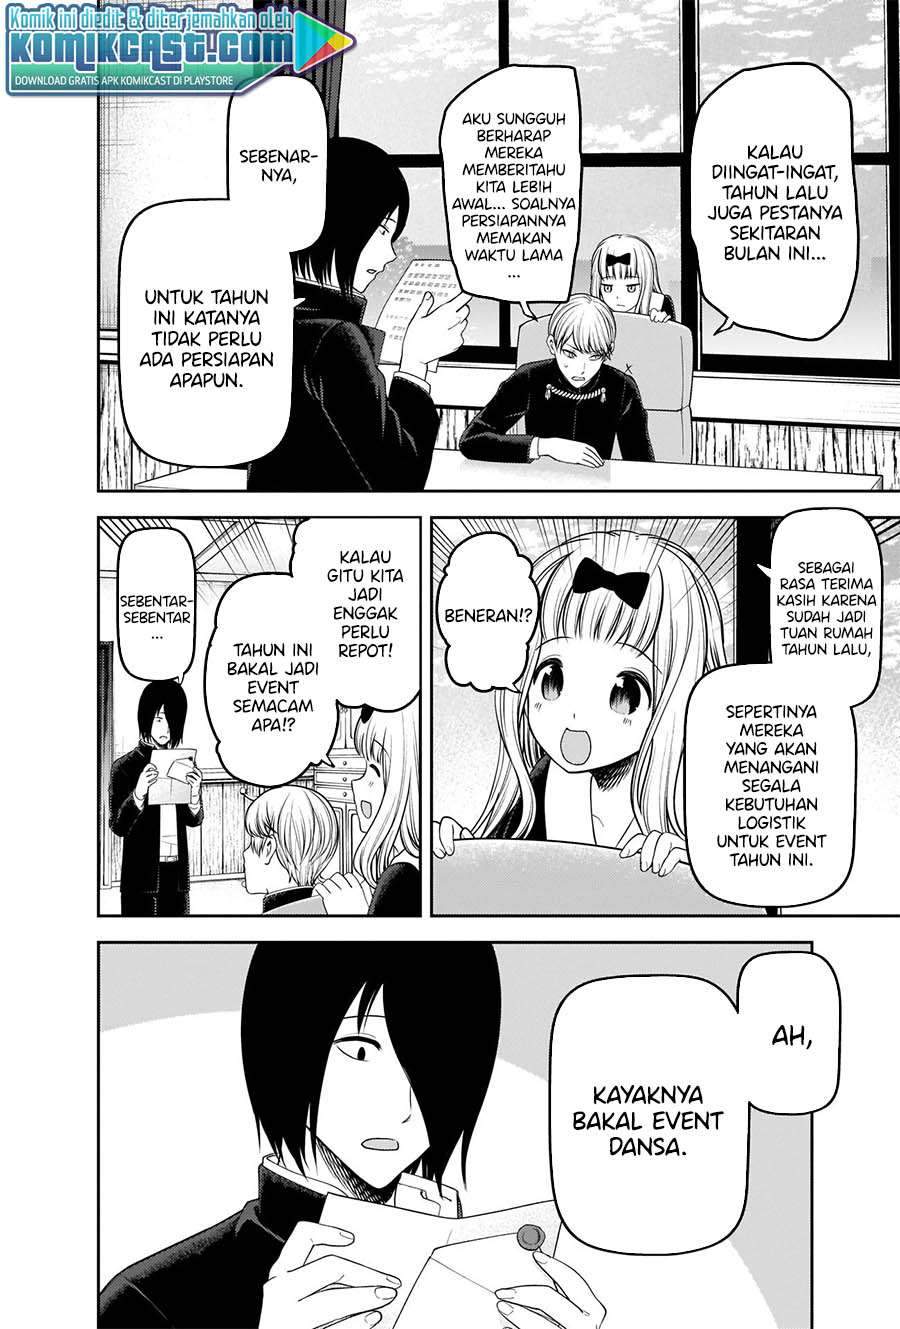 Komik ini diedit & diterjemahkan oleh
KOMIKCAST.COM
DOWNLOAD GRATIS APK KOMIKCAST DI PLAYSTORE
KALAU
DIINGAT-INGAT,
TAHUN LALU
JUGA PESTANYA
SEKITARAN
BULAN INI...
AKU SUNGGUH
BERHARAP
MEREKA
MEMBERITAHU
KITA LEBIH
AWAL... SOALNYA
PERSIAPANNYA
MEMAKAN
WAKTU LAMA
...
SEBENAR-
NYA,
UNTUK TAHUN
INI KATANYA
TIDAK PERLU
ADA PERSIAPAN
APAPUN.
SEBAGAI
RASA TERIMA
KASIH KARENA
SUDAH JADI
TUAN RUMAH
TAHUN LALU,
SEPERTINYA
MEREKA
YANG AKAN
MENANGANI
SEGALA
KEBUTUHAN
LOGISTIK
UNTUK EVENT
TAHUN INI.
BENERAN!?
KALAU
GITU KITA
JADI
ENGGAK
PERLU
REPOT!
TAHUN INI
BAKAL JADI
EVENT
SEMACAM
APA!?
SEBENTAR-
SEBENTAR
...
AH,
KAYAKNYA
BAKAL EVENT
DANSA.